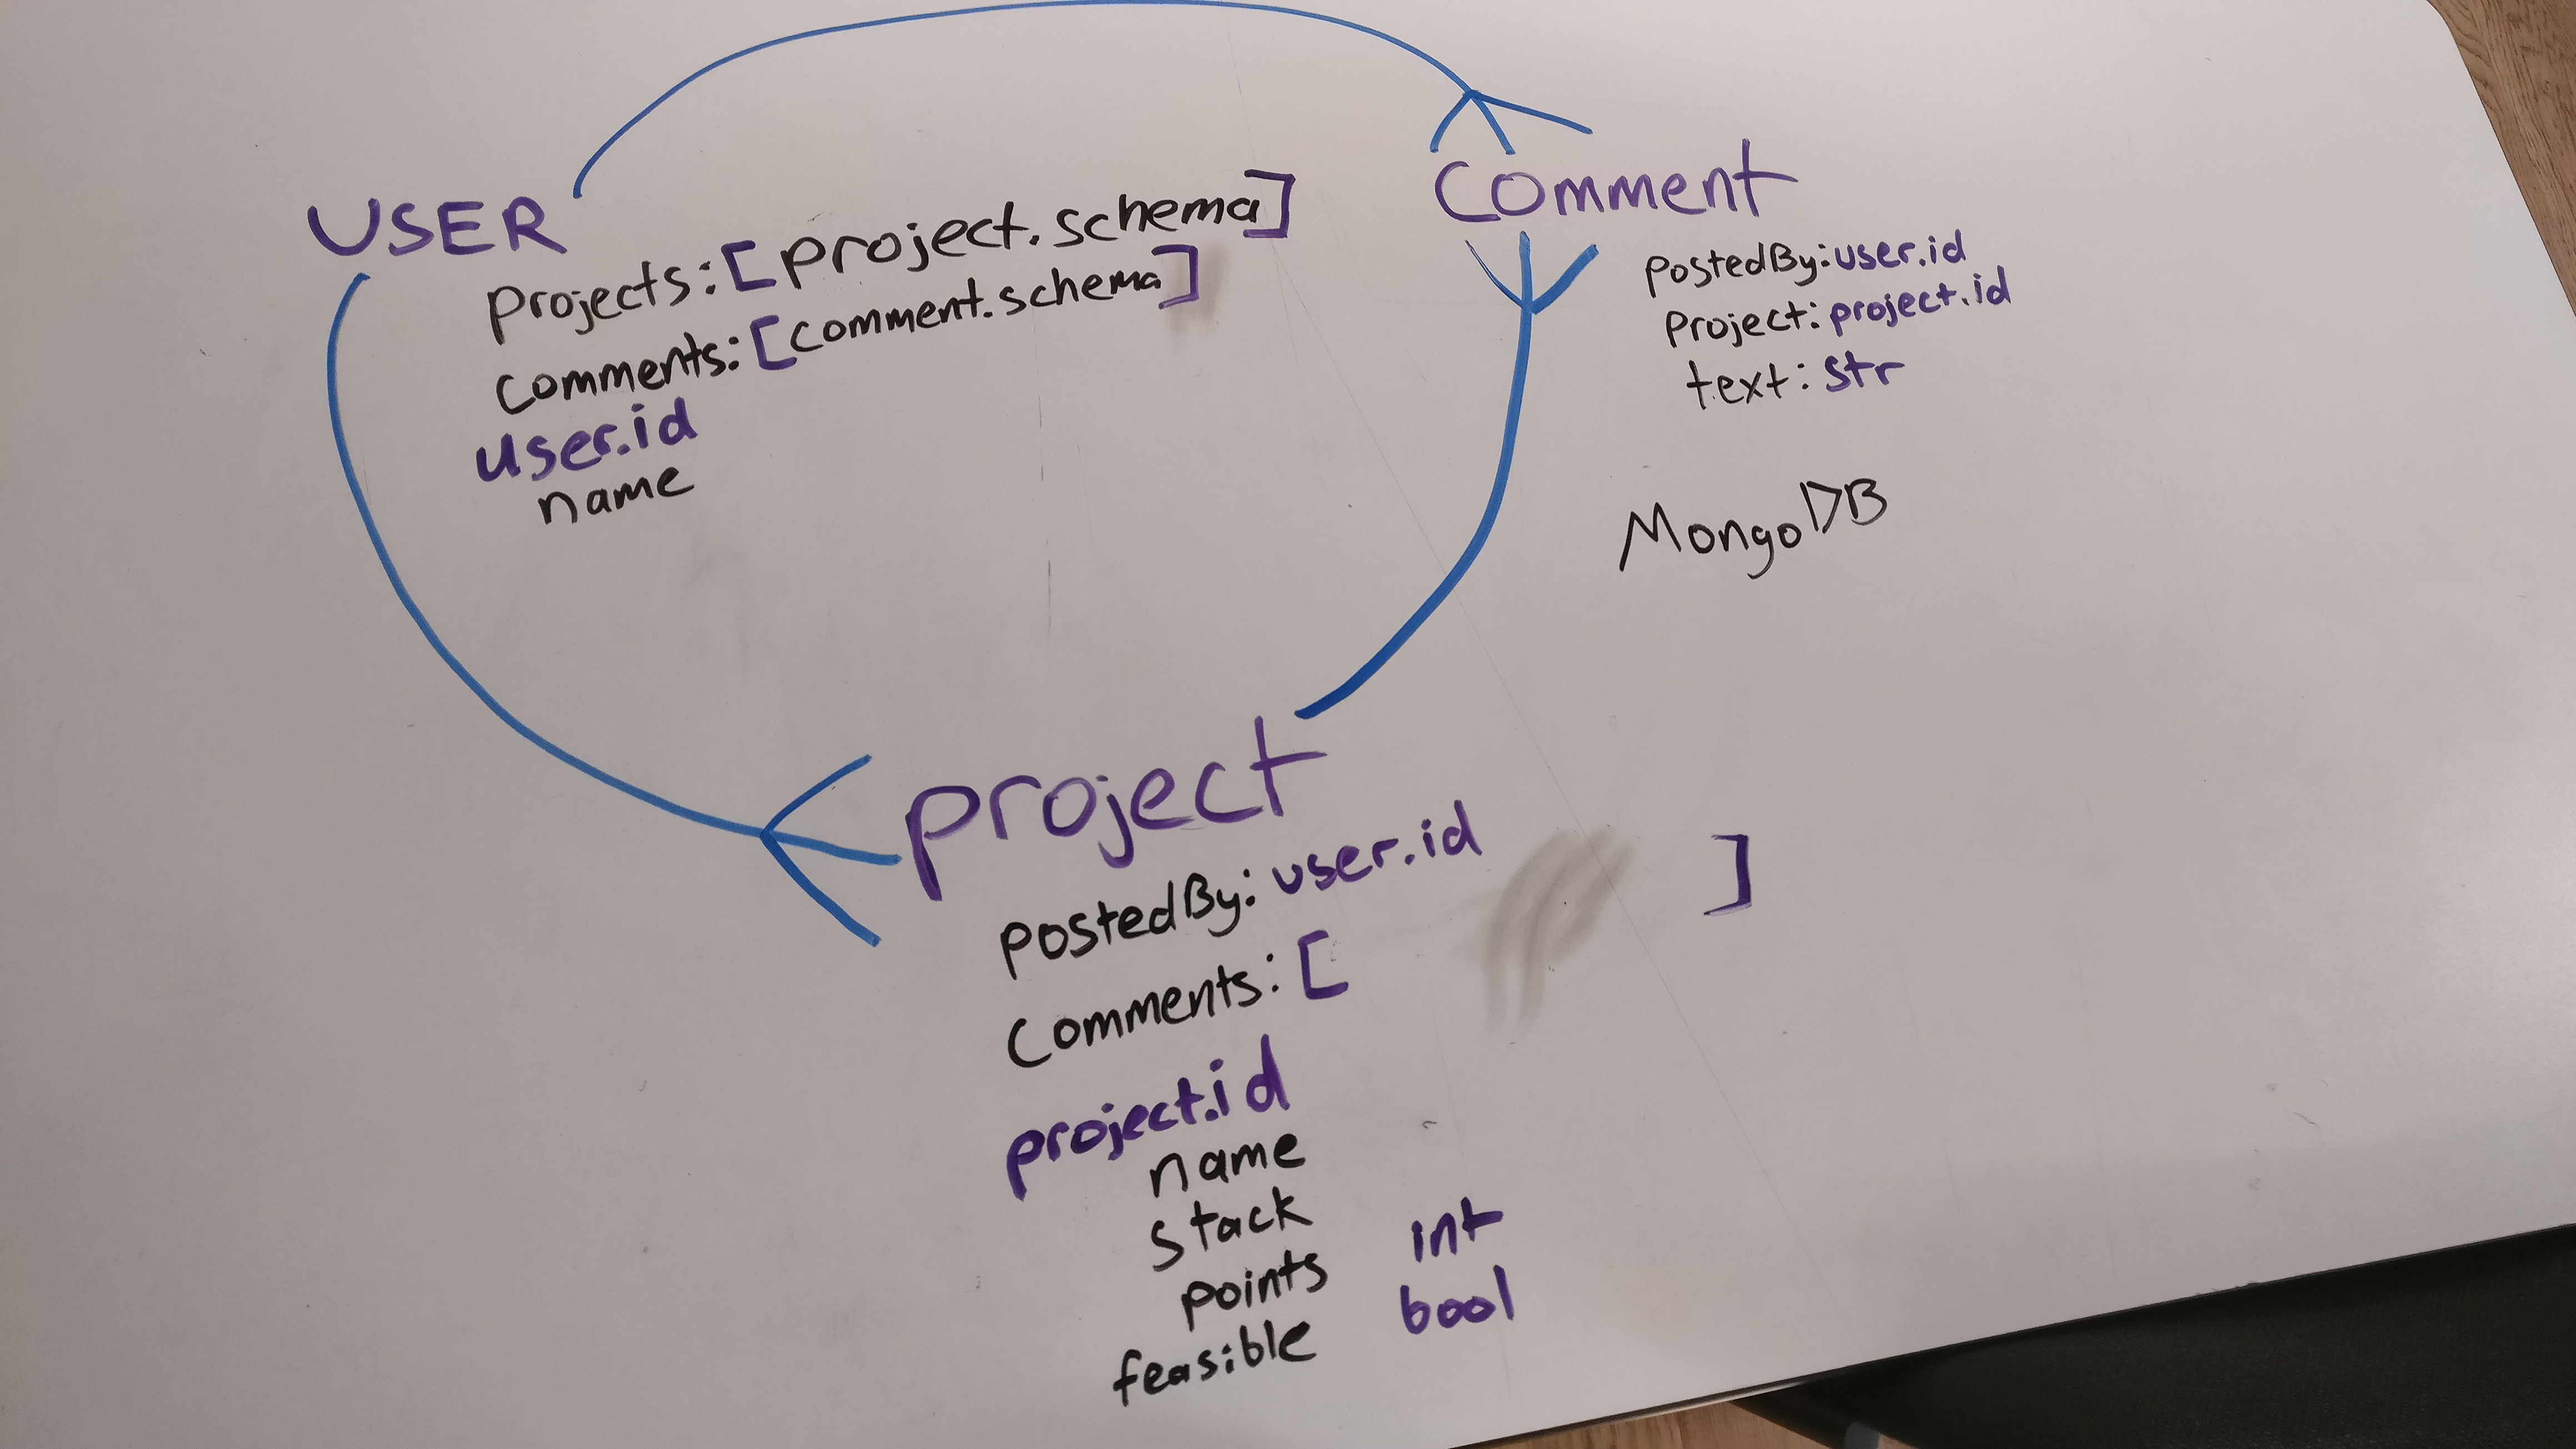 USER
Projects: [project.schema]
Comments: [comment.schema]
user.id
name
Comment
postedBy: user.id
Project: project.id
text: str
MongoDB
project
postedBy: user.id
Comments: [ ]
project.id
name
stack
points int
feasible bool